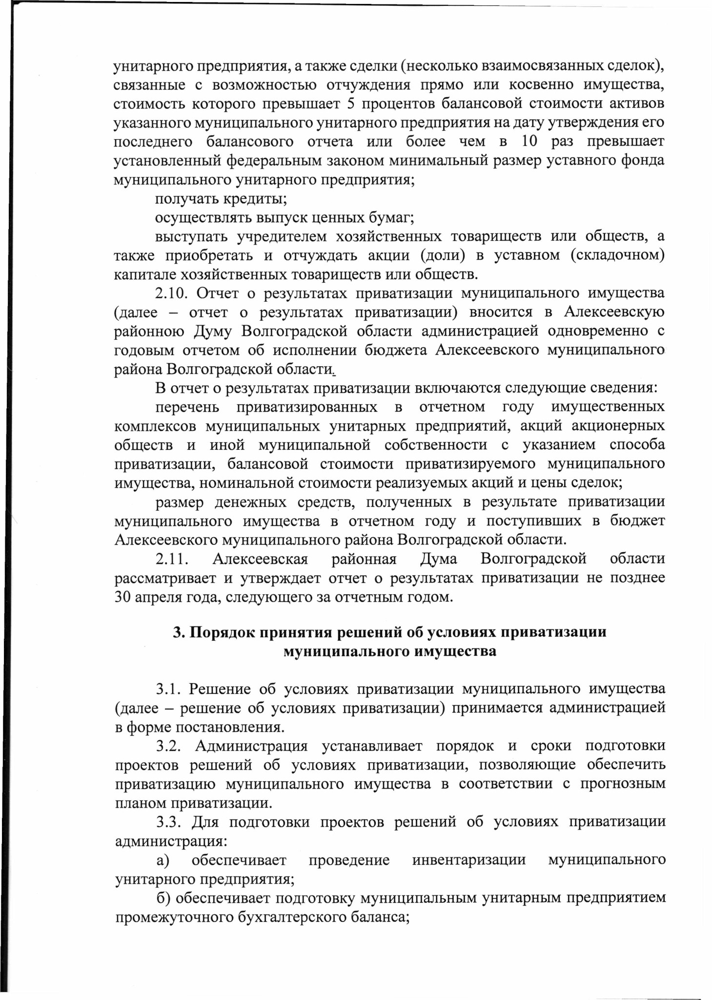 унитарного предприятия, а также сделки (несколько взаимосвязанных сделок),
связанные с возможностью отчуждения прямо или косвенно имущества,
стоимость которого превышает 5 процентов балансовой стоимости активов
указанного муниципального унитарного предприятия на дату утверждения его
последнего балансового отчета или более чем в 10 раз превышает
установленный федеральным законом минимальный размер уставного фонда
муниципального унитарного предприятия;
получать кредиты;
осуществлять выпуск ценных бумаг;
выступать учредителем хозяйственных товариществ или обществ, а
также приобретать и отчуждать акции (доли) в уставном (складочном)
капитале хозяйственных товариществ или обществ.
2.10. Отчет о результатах приватизации муниципального имущества
(далее – отчет о результатах приватизации) вносится в Алексеевскую
районною Думу Волгоградской области администрацией одновременно с
годовым отчетом об исполнении бюджета Алексеевского муниципального
района Волгоградской области.
В отчет о результатах приватизации включаются следующие сведения:
перечень приватизированных в отчетном году имущественных
комплексов муниципальных унитарных предприятий, акций акционерных
обществ и иной муниципальной собственности с указанием способа
приватизации, балансовой стоимости приватизируемого муниципального
имущества, номинальной стоимости реализуемых акций и цены сделок;
размер денежных средств, полученных в результате приватизации
муниципального имущества в отчетном году и поступивших в бюджет
Алексеевского муниципального района Волгоградской области.
2.11. Алексеевская районная Дума Волгоградской области
рассматривает и утверждает отчет о результатах приватизации не позднее
30 апреля года, следующего за отчетным годом.
3. Порядок принятия решений об условиях приватизации
муниципального имущества
3.1. Решение об условиях приватизации муниципального имущества
(далее – решение об условиях приватизации) принимается администрацией
в форме постановления.
3.2. Администрация устанавливает порядок и сроки подготовки
проектов решений об условиях приватизации, позволяющие обеспечить
приватизацию муниципального имущества в соответствии с прогнозным
планом приватизации.
3.3. Для подготовки проектов решений об условиях приватизации
администрация:
а) обеспечивает проведение инвентаризации муниципального
унитарного предприятия;
б) обеспечивает подготовку муниципальным унитарным предприятием
промежуточного бухгалтерского баланса;